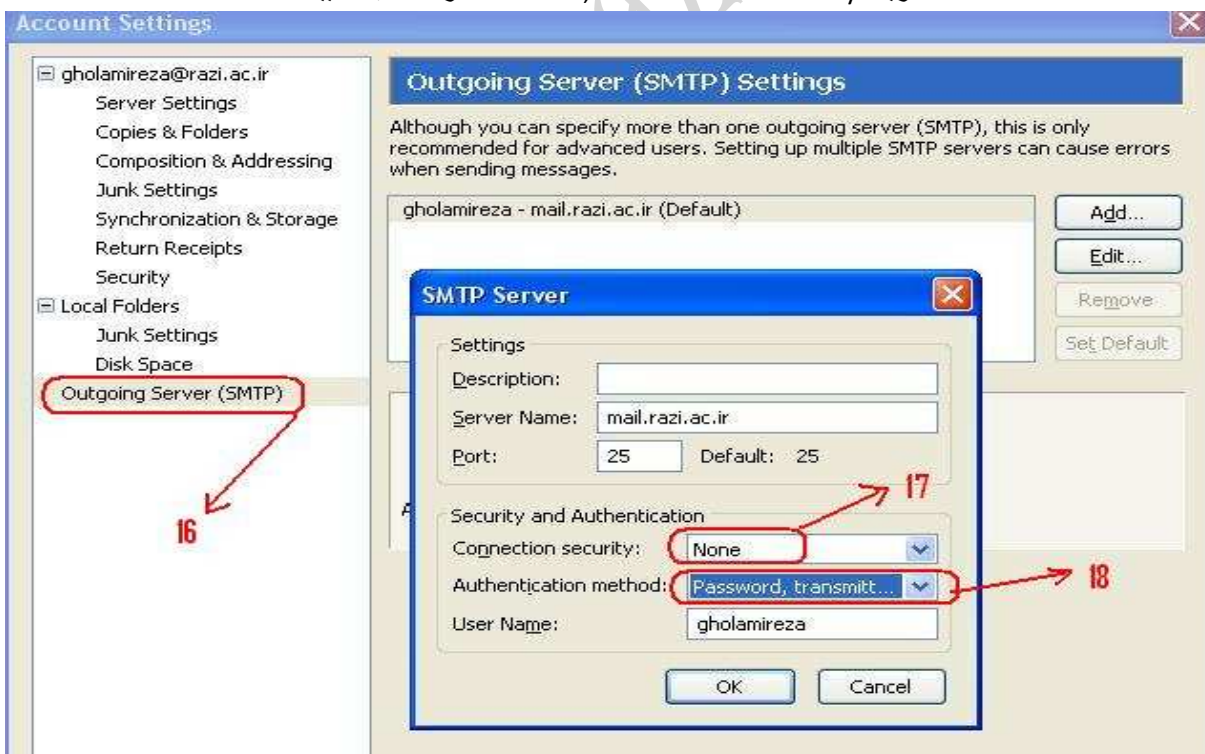 Account Settings
gholamireza@razi.ac.ir
Server Settings
Copies & Folders
Composition & Addressing
Junk Settings
Synchronization & Storage
Return Receipts
Security
Local Folders
Junk Settings
Disk Space
Outgoing Server (SMTP)
16
Outgoing Server (SMTP) Settings
Although you can specify more than one outgoing server (SMTP), this is only
recommended for advanced users. Setting up multiple SMTP servers can cause errors
when sending messages.
gholamireza - mail.razi.ac.ir (Default)
Add...
Edit...
Remove
Set Default
SMTP Server
Settings
Description:
Server Name: mail.razi.ac.ir
Port: 25 Default: 25
17
Security and Authentication
Connection security: None
Authentication method: Password, transmitt...
18
User Name: gholamireza
OK Cancel